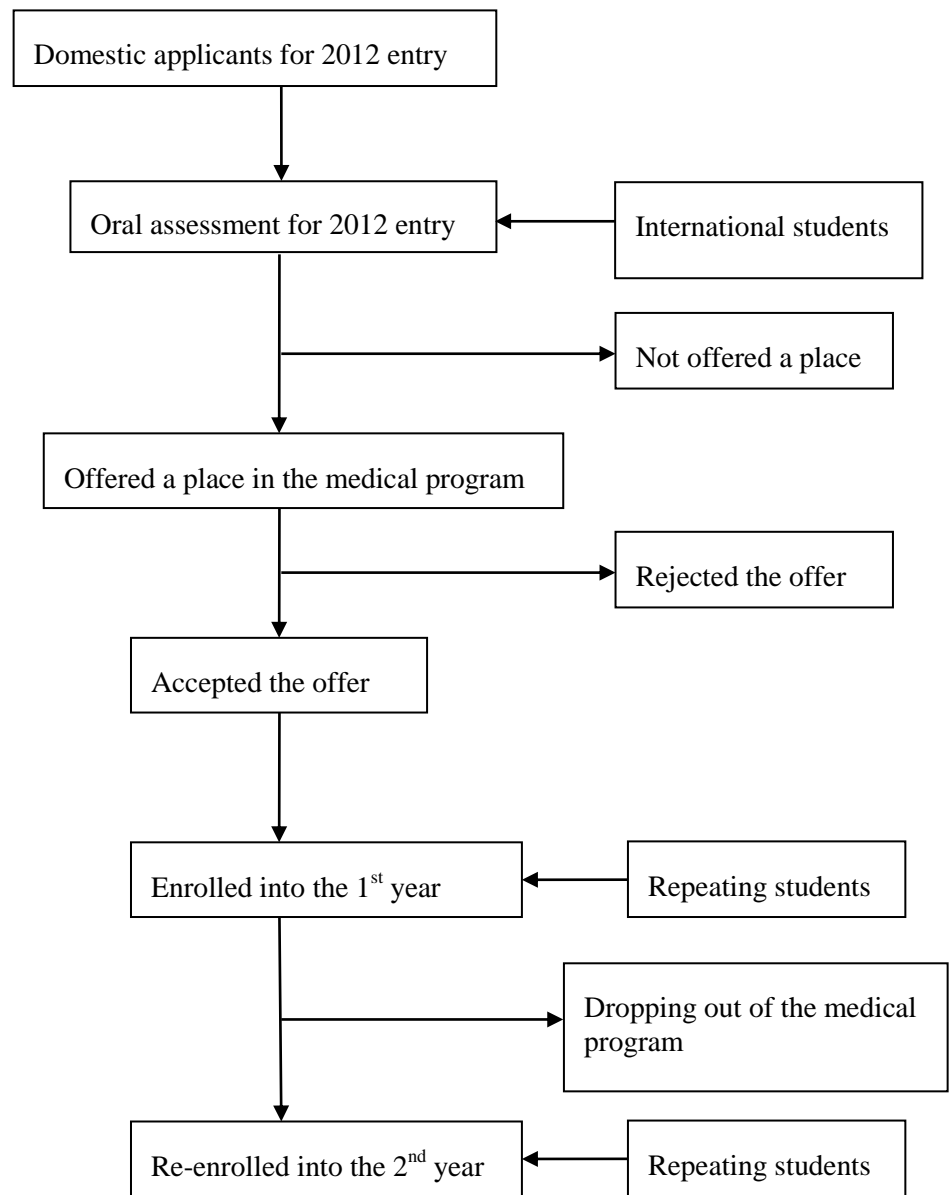 Domestic applicants for 2012 entry
Oral assessment for 2012 entry
International students
Not offered a place
Offered a place in the medical program
Rejected the offer
Accepted the offer
Enrolled into the 1st year
Repeating students
Dropping out of the medical
program
Re-enrolled into the 2nd year
Repeating students